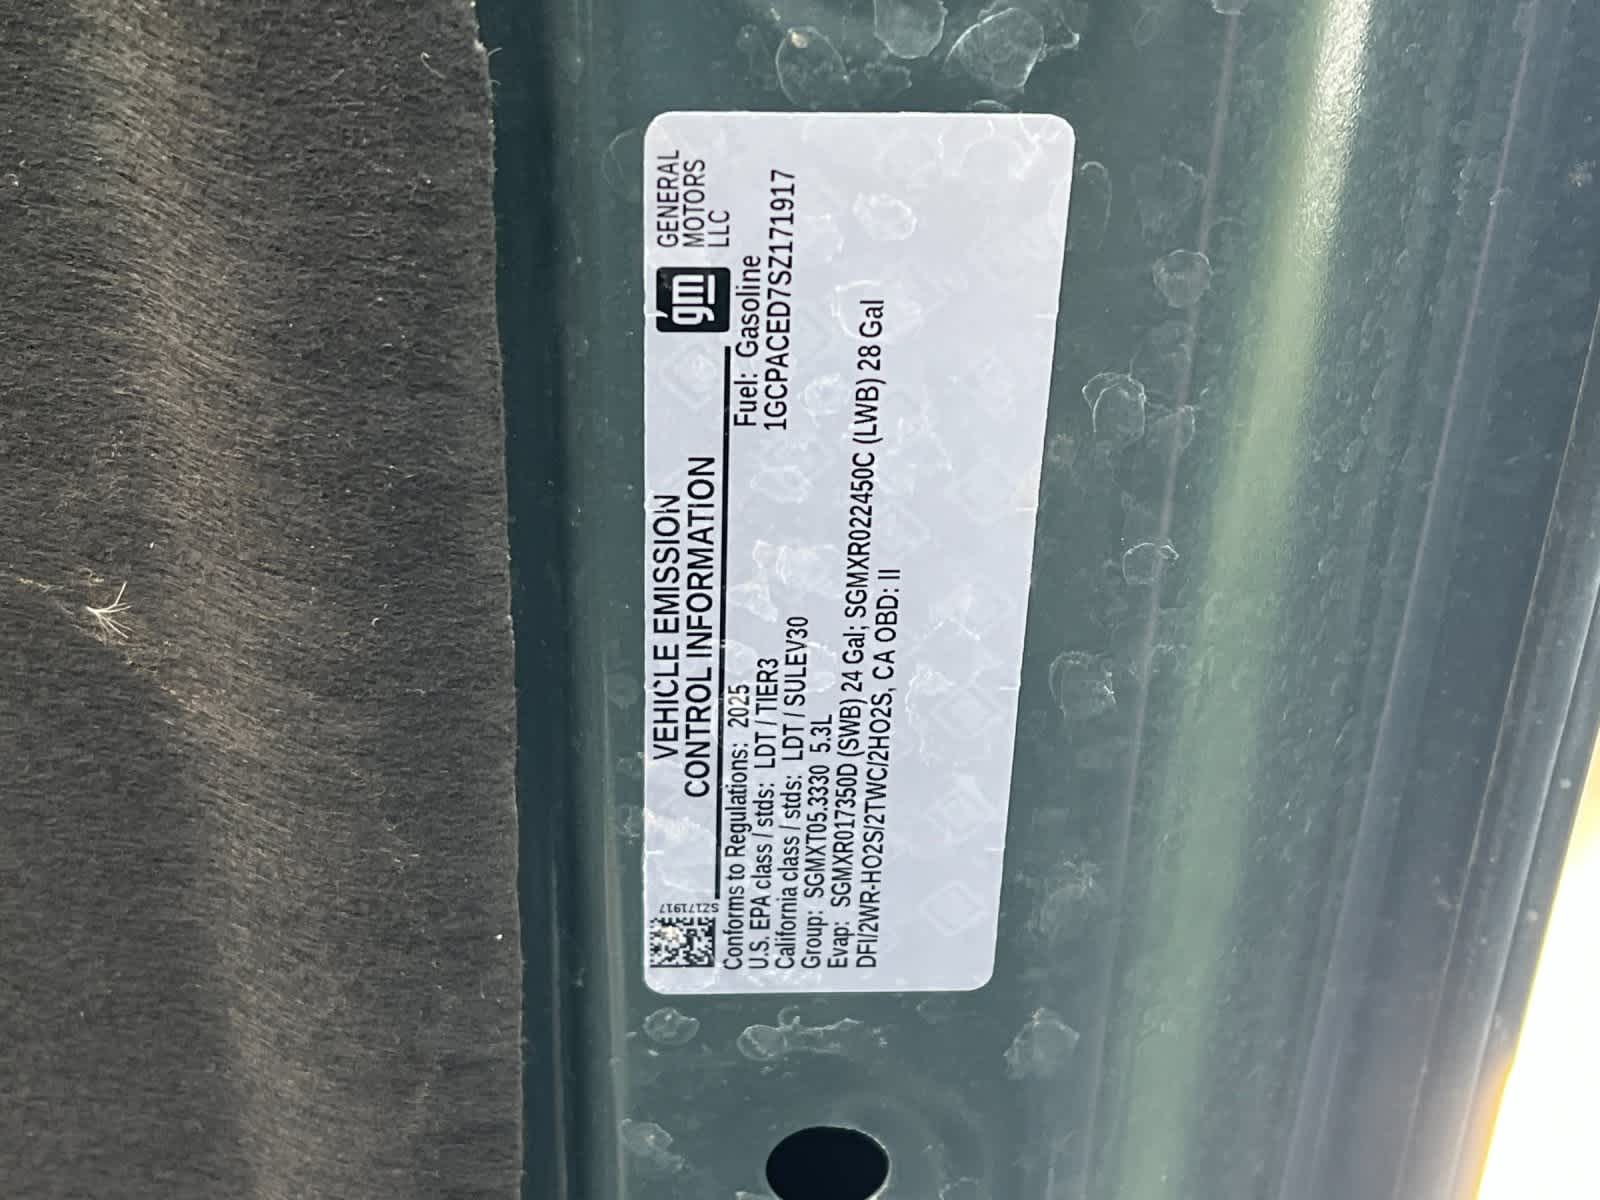 VEHICLE EMISSION
CONTROL INFORMATION
gm
GENERAL
MOTORS
LLC
SZ171917
Conforms to Regulations: 2025
Fuel: Gasoline
U.S. EPA class / stds: LDT / TIER3
1GCPACED7SZ171917
California class / stds: LDT / SULEV30
Group: SGMXT05.3330 5.3L
Evap: SGMXR017350D (SWB) 24 Gal; SGMXR022450C (LWB) 28 Gal
DFI/2WR-HO2S/2TWC/2HO2S, CA OBD: II